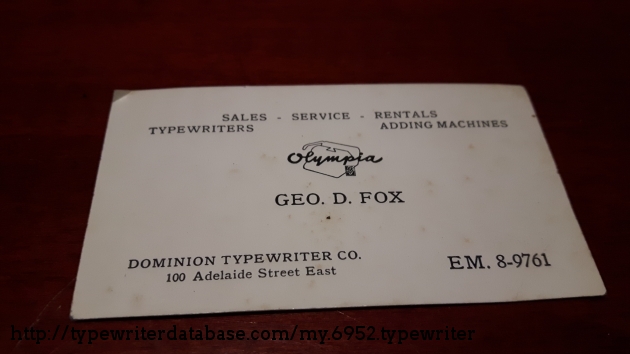 SALES - SERVICE - RENTALS
TYPEWRITERS ADDING MACHINES
Olympia
GEO. D. FOX
DOMINION TYPEWRITER CO.
100 Adelaide Street East
EM. 8-9761
http://typewriterdatabase.com/my.6952.typewriter